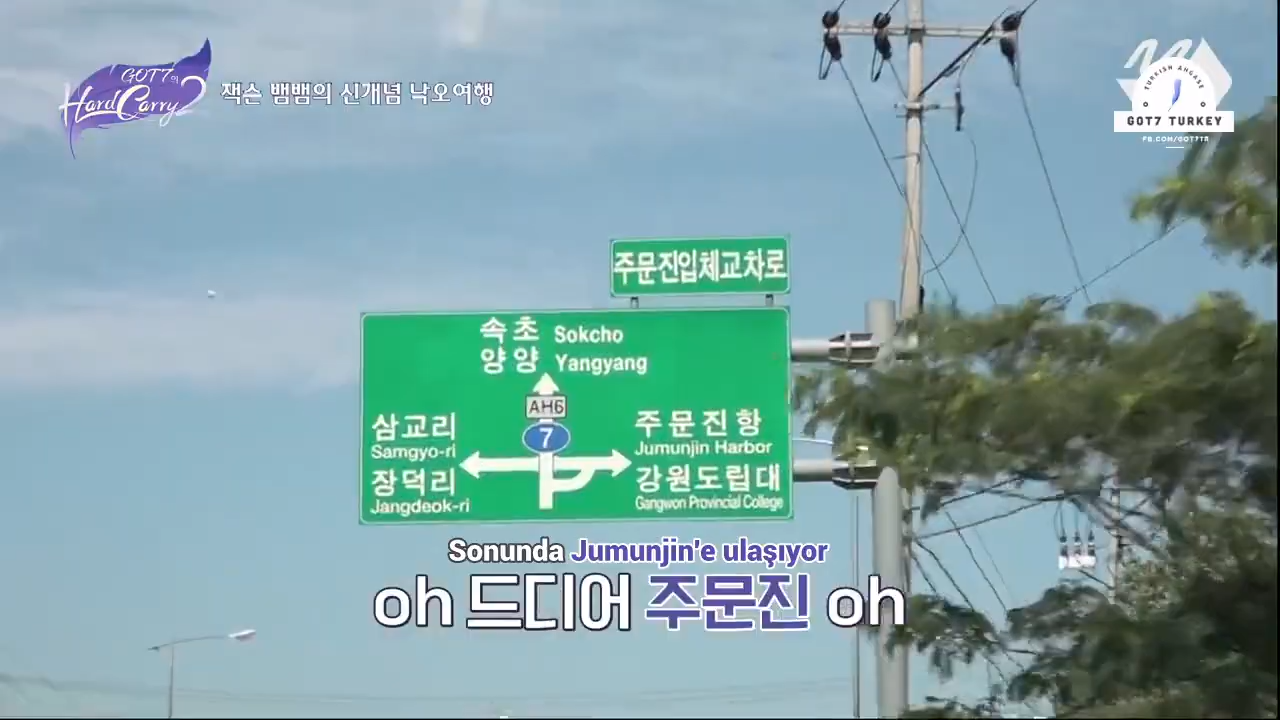 GOT7의
Hard Carry 2
잭슨 뱀뱀의 신개념 낙오여행
TURKISH AHGASE
GOT7 TURKEY
FB.COM/GOT7TR
주문진입체교차로
속초 Sokcho
양양 Yangyang
AH6
7
삼교리
Samgyo-ri
장덕리
Jangdeok-ri
주문진항
Jumunjin Harbor
강원도립대
Gangwon Provincial College
Sonunda Jumunjin'e ulaşıyor
oh 드디어 주문진 oh